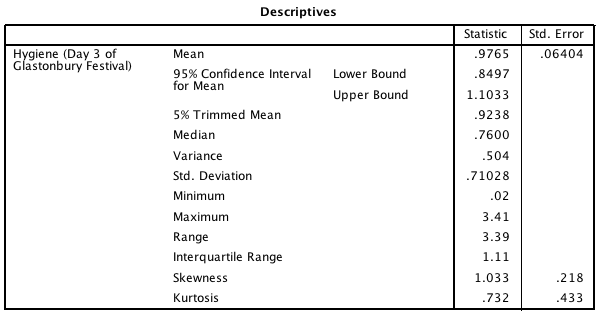 Descriptives
Statistic Std. Error
Hygiene (Day 3 of Glastonbury Festival) Mean .9765 .06404
95% Confidence Interval for Mean Lower Bound .8497
Upper Bound 1.1033
5% Trimmed Mean .9238
Median .7600
Variance .504
Std. Deviation .71028
Minimum .02
Maximum 3.41
Range 3.39
Interquartile Range 1.11
Skewness 1.033 .218
Kurtosis .732 .433